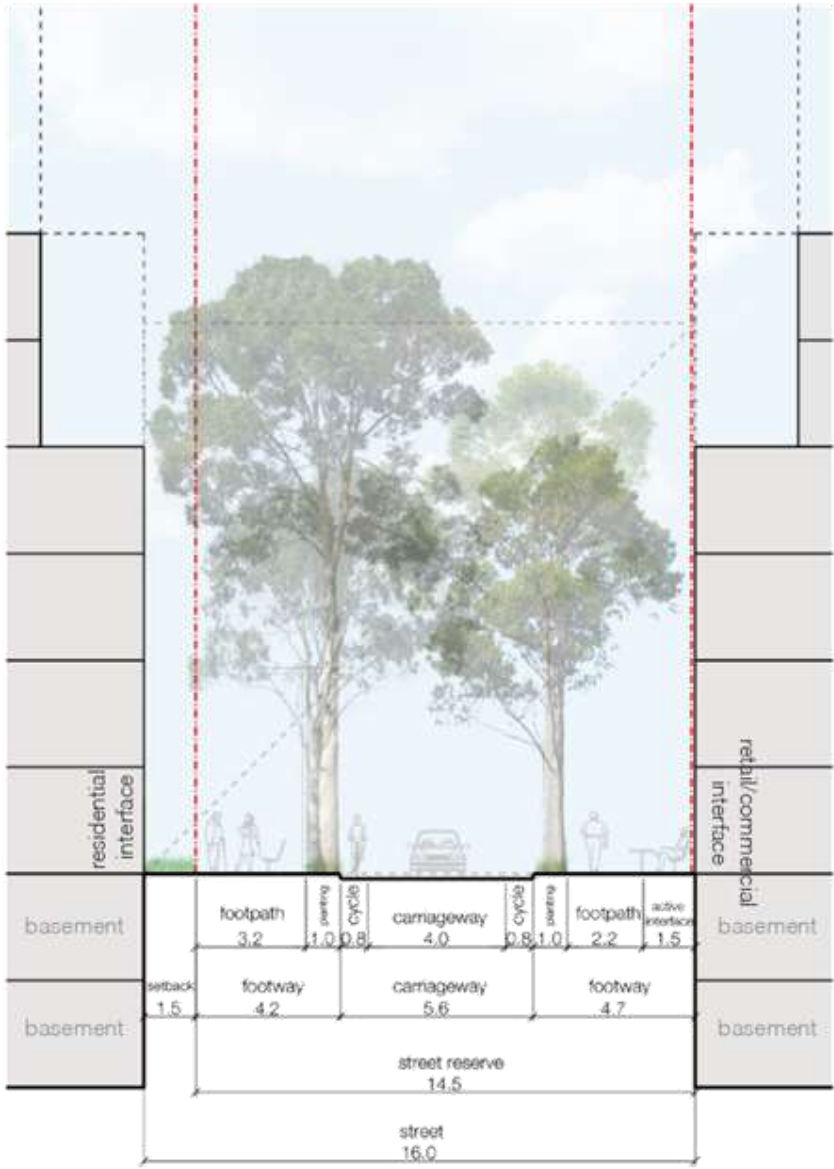 residential
interface
retail/commercial
interface
basement
footpath
3.2
planting
1.0
cycle
0.8
carriageway
4.0
cycle
0.8
planting
1.0
footpath
2.2
active
interface
1.5
basement
setback
1.5
footway
4.2
carriageway
5.6
footway
4.7
basement
basement
street reserve
14.5
street
16.0